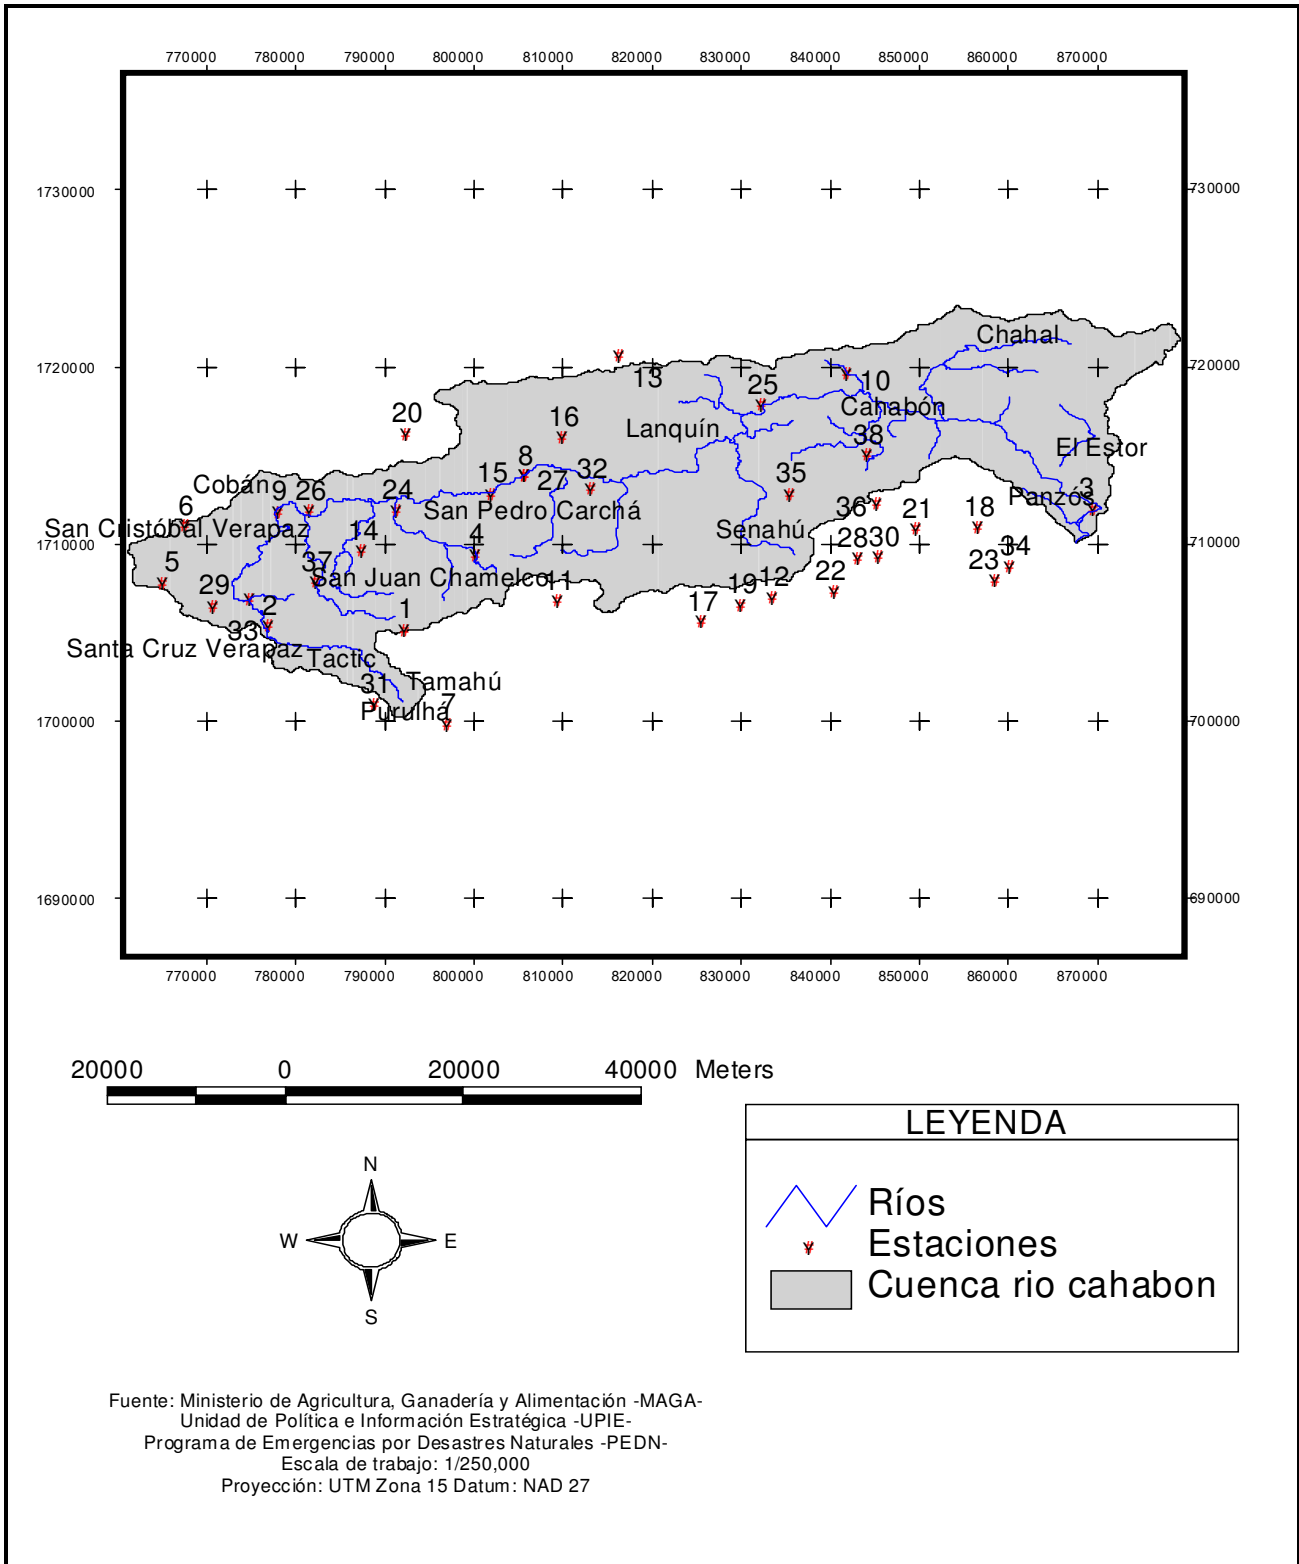 770000 780000 790000 800000 810000 820000 830000 840000 850000 860000 870000
1730000 730000
Chahal
1720000 720000
13 25 10
20 16 Cahabón
Lanquín 38
El Estor
Cobán 9 26 24 15 8 27 32 35 Panzós 3
6 San Pedro Carchá 36 21 18
San Cristóbal Verapaz 14 4 Senahú
1710000 28 30 34 710000
5 37 San Juan Chamelco 23
29 11 19 12 22
33 2 1 17
Santa Cruz Verapaz Tactic
31 Tamahú
Purulhá 7
1700000 700000
1690000 690000
770000 780000 790000 800000 810000 820000 830000 840000 850000 860000 870000
20000 0 20000 40000 Meters
LEYENDA
Ríos
Estaciones
Cuenca rio cahabon
N
W E
S
Fuente: Ministerio de Agricultura, Ganadería y Alimentación -MAGA-
Unidad de Política e Información Estratégica -UPIE-
Programa de Emergencias por Desastres Naturales -PEDN-
Escala de trabajo: 1/250,000
Proyección: UTM Zona 15 Datum: NAD 27